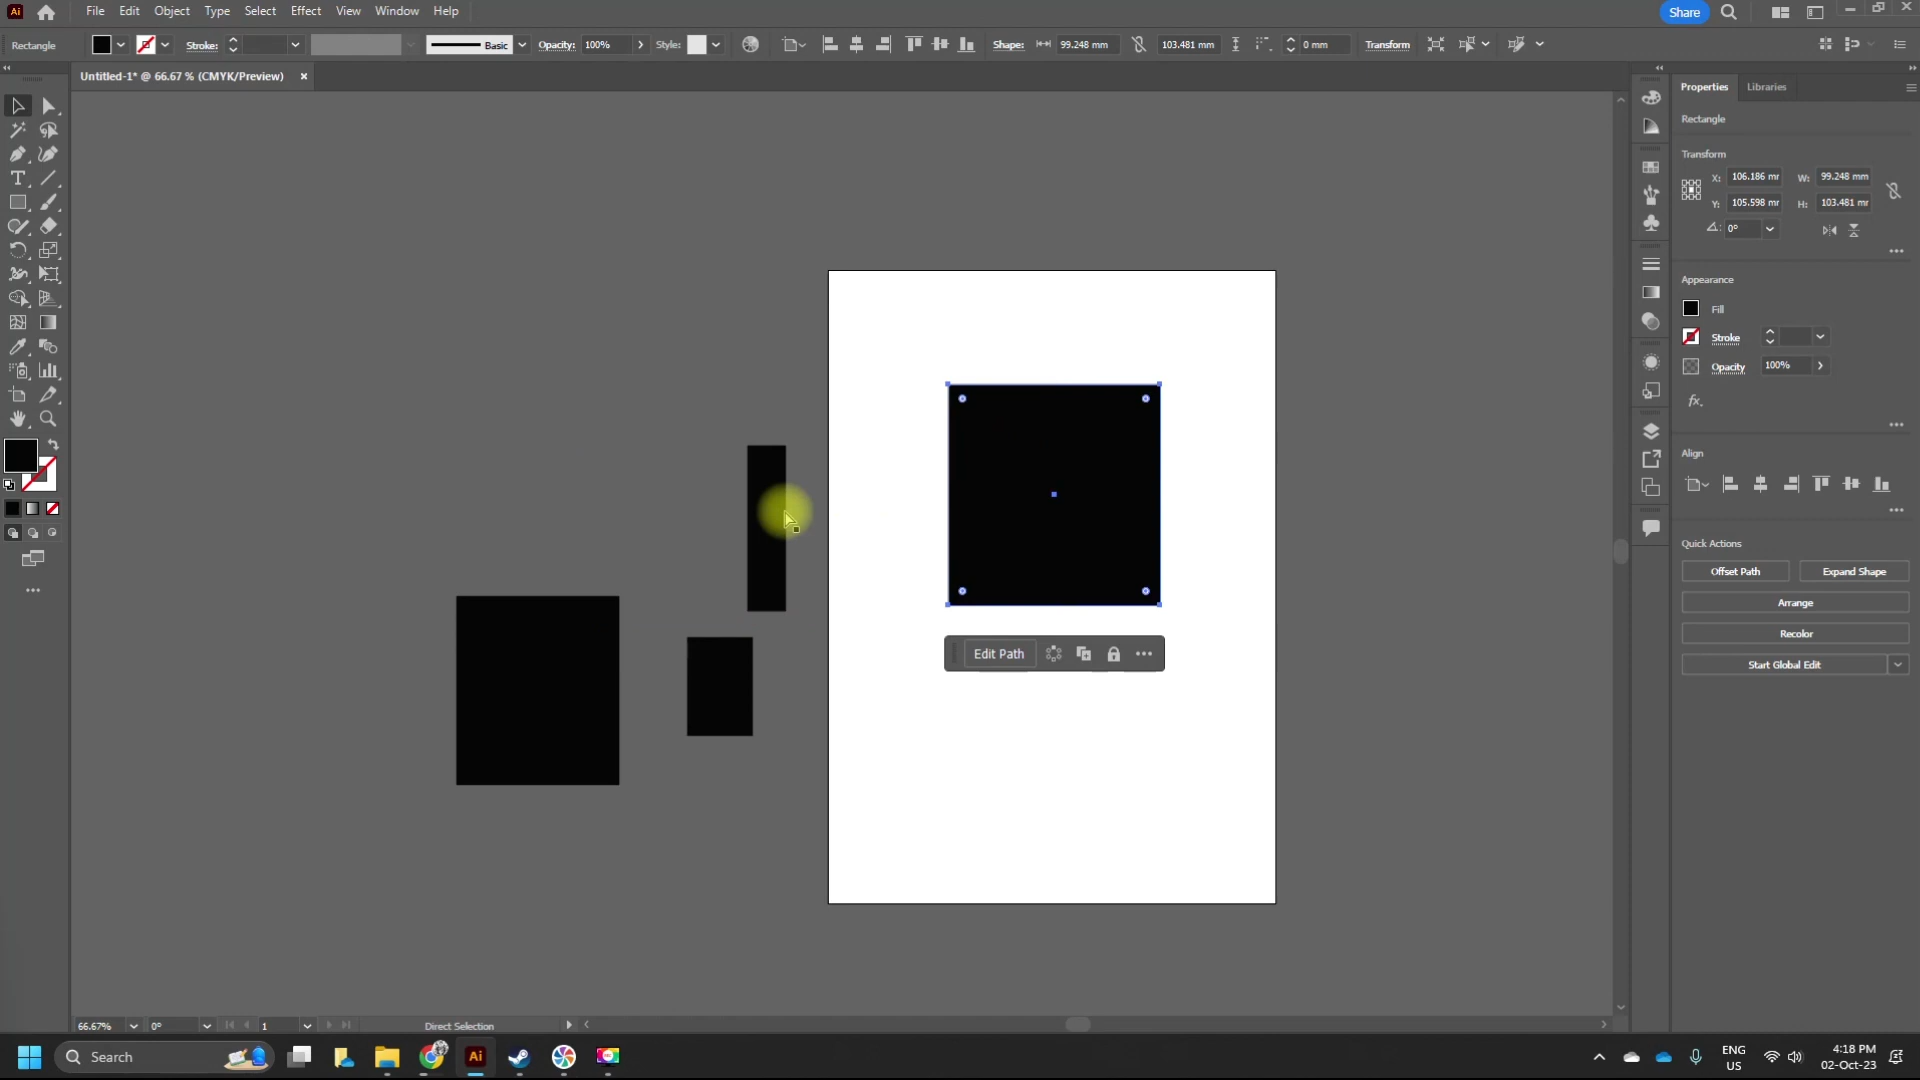 Ai File Edit Object Type Select Effect View Window Help Share
Rectangle Stroke: Basic Opacity: 100% Style: Shape: 99.248 mm 103.481 mm 0 mm Transform
Untitled-1* @ 66.67 % (CMYK/Preview) ×
Properties Libraries
Rectangle
Transform
X: 106.186 mr W: 99.248 mm
Y: 105.598 mr H: 103.481 mr
0°
Appearance
Fill
Stroke
Opacity 100%
fx.
Align
Quick Actions
Offset Path Expand Shape
Arrange
Recolor
Start Global Edit
Edit Path
66.67% 0° 1 Direct Selection
Search
Ai
ENG
US
4:18 PM
02-Oct-23